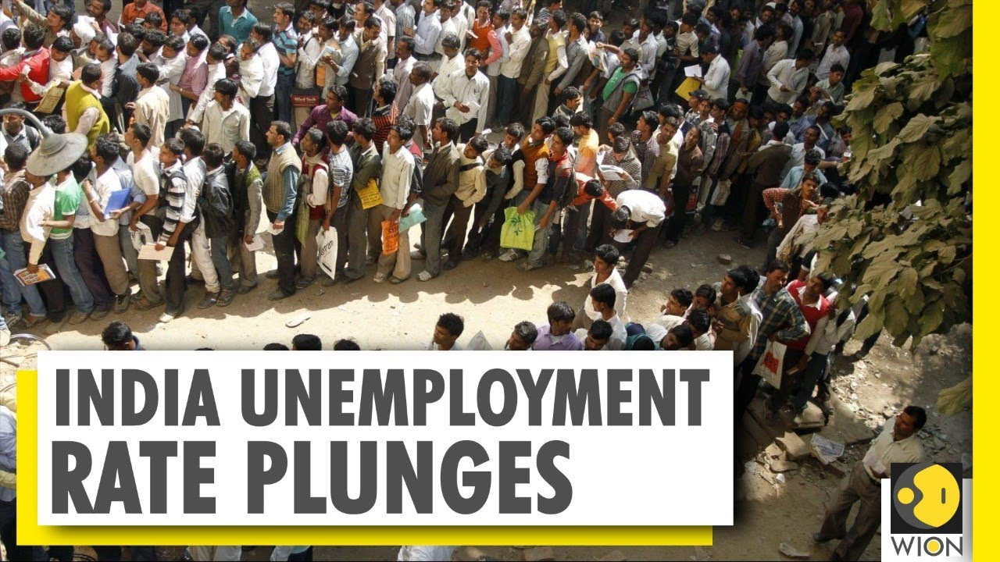 INDIA UNEMPLOYMENT
RATE PLUNGES
WION